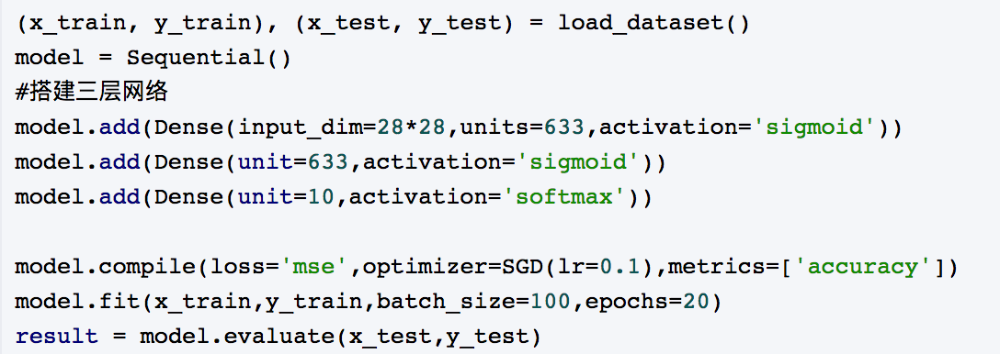 (x_train, y_train), (x_test, y_test) = load_dataset()
model = Sequential()
#搭建三层网络
model.add(Dense(input_dim=28*28,units=633,activation='sigmoid'))
model.add(Dense(unit=633,activation='sigmoid'))
model.add(Dense(unit=10,activation='softmax'))
model.compile(loss='mse',optimizer=SGD(lr=0.1),metrics=['accuracy'])
model.fit(x_train,y_train,batch_size=100,epochs=20)
result = model.evaluate(x_test,y_test)